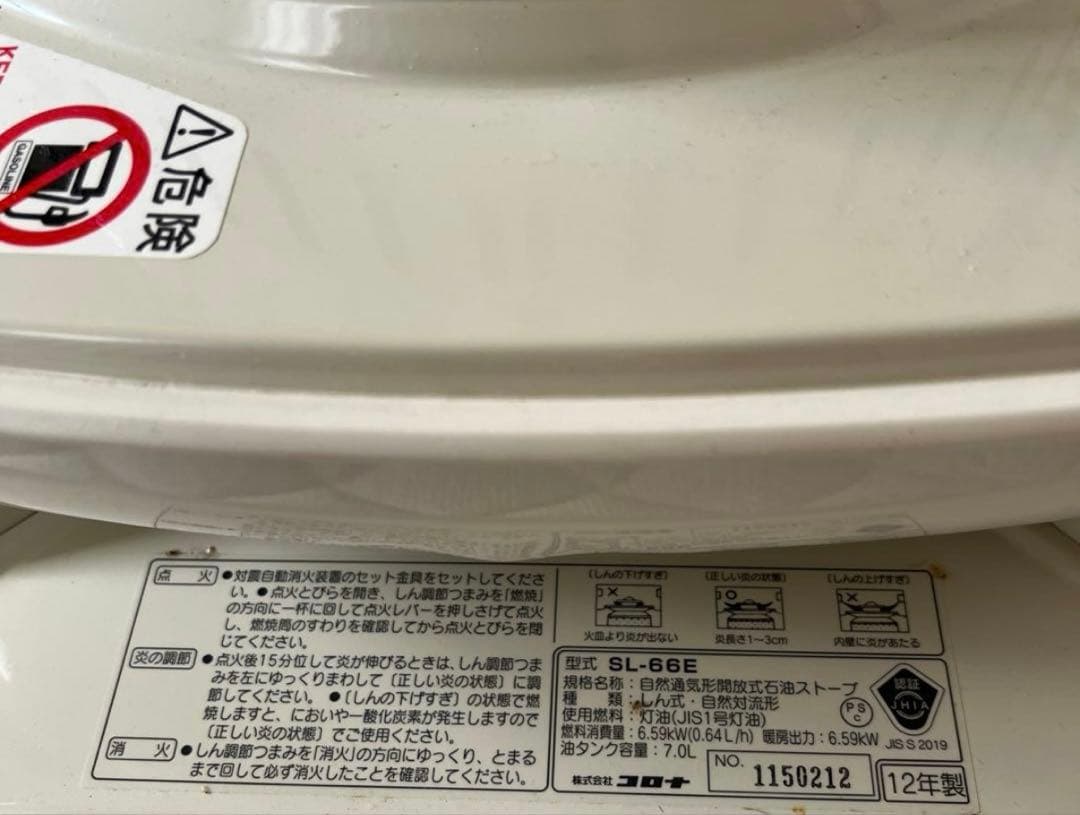 KE
GASOLINE
危険
点火 ●対震自動消火装置のセット金具をセットしてくださ
い。●点火とびらを開き、しん調節つまみを「燃焼」
の方向に一杯に回して点火レバーを押しさげて点火
し、燃焼筒のすわりを確認してから点火とびらを閉
じてください。
炎の調節 ●点火後15分位して炎が伸びるときは、しん調節つま
みを左にゆっくりまわして〔正しい炎の状態〕に調
節してください。●〔しんの下げすぎ〕の状態で燃
焼しますと、においや一酸化炭素が発生しますので
〔正しい炎の状態〕でご使用ください。
消火 ●しん調節つまみを「消火」の方向にゆっくり、とまる
まで回して必ず消火したことを確認してください。
〔しんの下げすぎ〕
火皿より炎が出ない
〔正しい炎の状態〕
炎長さ1~3cm
〔しんの上げすぎ〕
内壁に炎があたる
型式 SL-66E
規格名称:自然通気形開放式石油ストーブ
種類:しん式・自然対流形
使用燃料:灯油(JIS1号灯油)
燃料消費量:6.59kW(0.64L/h) 暖房出力:6.59kW
油タンク容量:7.0L
株式会社 コロナ
NO. 1150212
PS
C
認証
JHIA
JIS S 2019
12年製